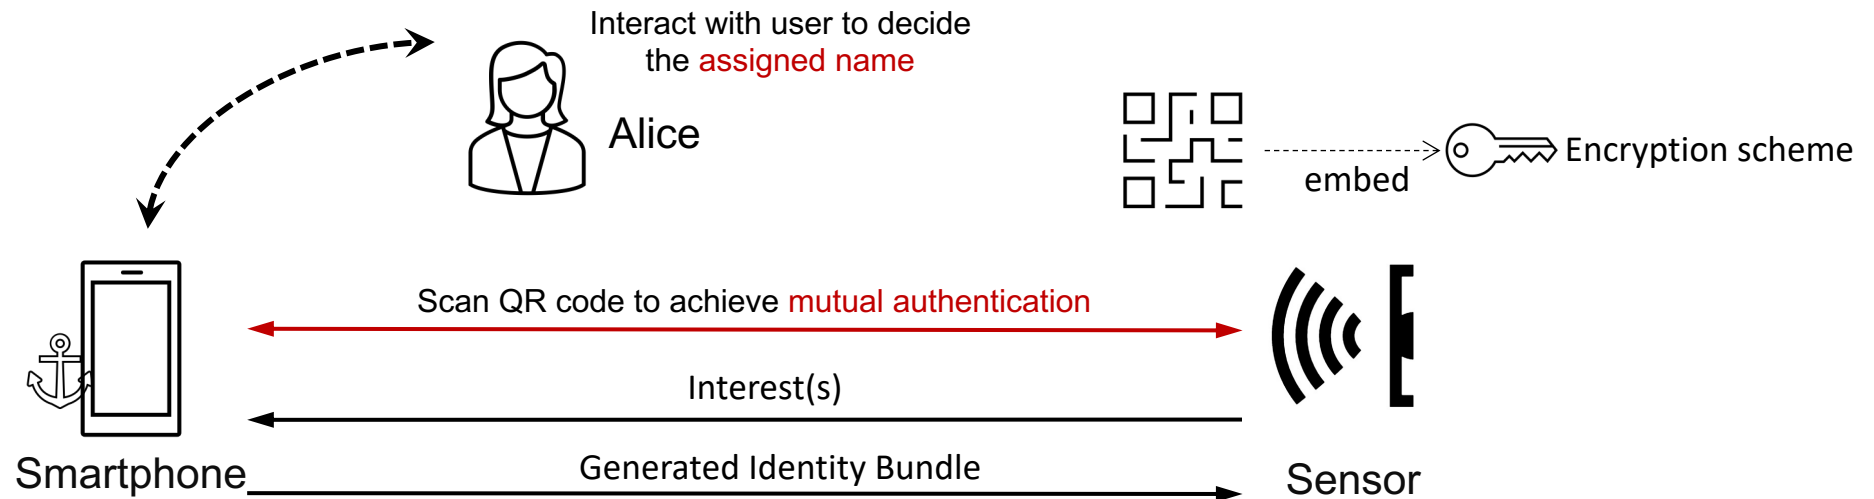 Interact with user to decide
the assigned name
Alice
embed
Encryption scheme
Scan QR code to achieve mutual authentication
Interest(s)
Generated Identity Bundle
Smartphone
Sensor